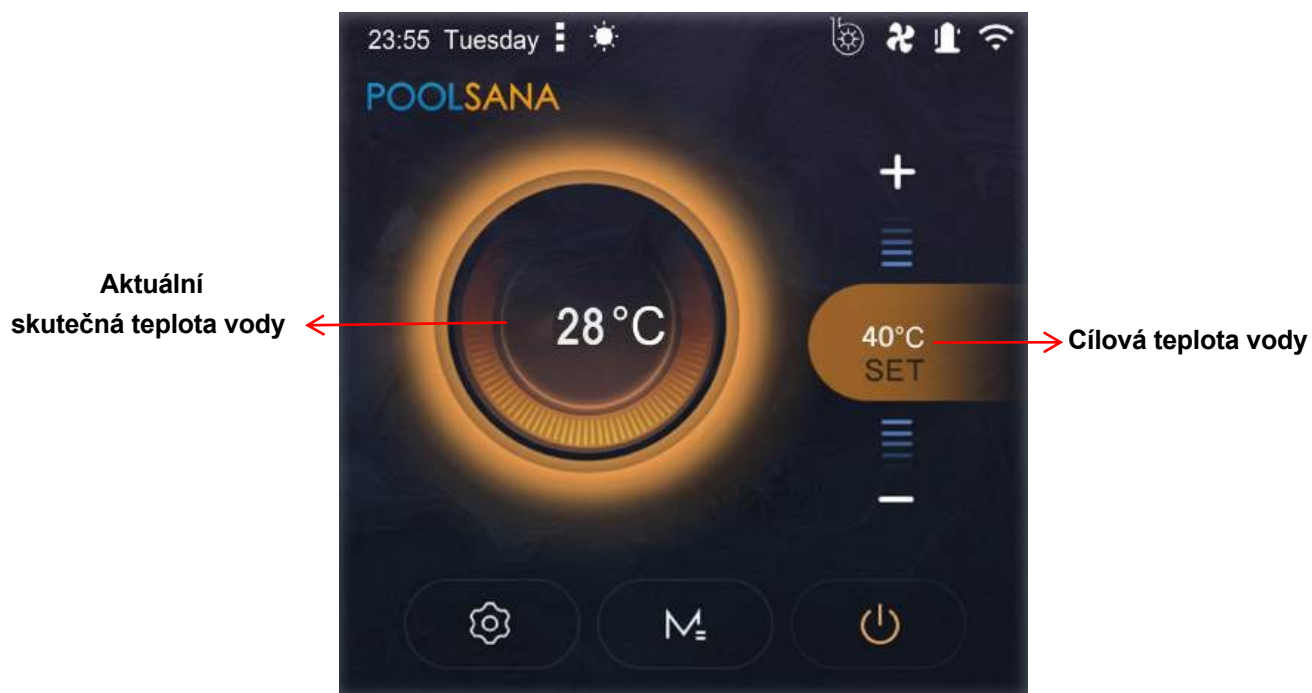 23:55 Tuesday
POOLSANA
Aktuální
skutečná teplota vody
28°C
40°C
SET
Cílová teplota vody
M